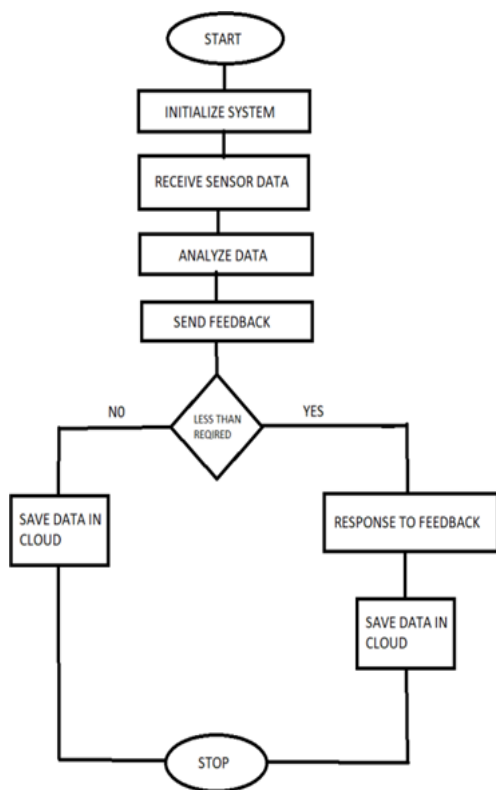 START
INITIALIZE SYSTEM
RECEIVE SENSOR DATA
ANALYZE DATA
SEND FEEDBACK
LESS THAN
REQIRED
N0
YES
SAVE DATA IN
CLOUD
RESPONSE TO FEEDBACK
SAVE DATA IN
CLOUD
STOP